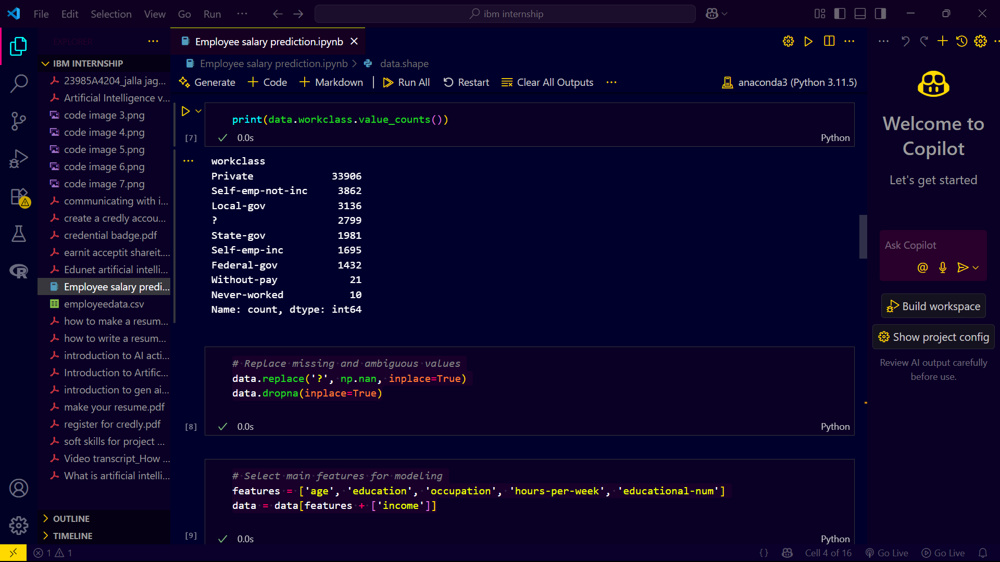 File Edit Selection View Go Run ··· ibm internship
EXPLORER ···
IBM INTERNSHIP
23985A4204_jalla jag...
Artificial Intelligence v...
code image 3.png
code image 4.png
code image 5.png
code image 6.png
code image 7.png
communicating with i...
create a credly accou...
credential badge.pdf
earnit acceptit shareit....
Edunet artificial intelli...
Employee salary predi...
employeedata.csv
how to make a resum...
how to write a resum...
introduction to AI acti...
Introduction to Artific...
introduction to gen ai...
make your resume.pdf
register for credly.pdf
soft skills for project ...
Video transcript_How ...
What is artificial intelli...
OUTLINE
TIMELINE
Employee salary prediction.ipynb
Employee salary prediction.ipynb > data.shape
Generate + Code + Markdown | Run All Restart Clear All Outputs ··· anaconda3 (Python 3.11.5)
print(data.workclass.value_counts())
[7] 0.0s Python
workclass
Private 33906
Self-emp-not-inc 3862
Local-gov 3136
? 2799
State-gov 1981
Self-emp-inc 1695
Federal-gov 1432
Without-pay 21
Never-worked 10
Name: count, dtype: int64
# Replace missing and ambiguous values
data.replace('?', np.nan, inplace=True)
data.dropna(inplace=True)
[8] 0.0s Python
# Select main features for modeling
features = ['age', 'education', 'occupation', 'hours-per-week', 'educational-num']
data = data[features + ['income']]
[9] 0.0s Python
Welcome to
Copilot
Let's get started
Ask Copilot
@
Build workspace
Show project config
Review AI output carefully
before use.
1 1 {} Cell 4 of 16 Go Live Go Live